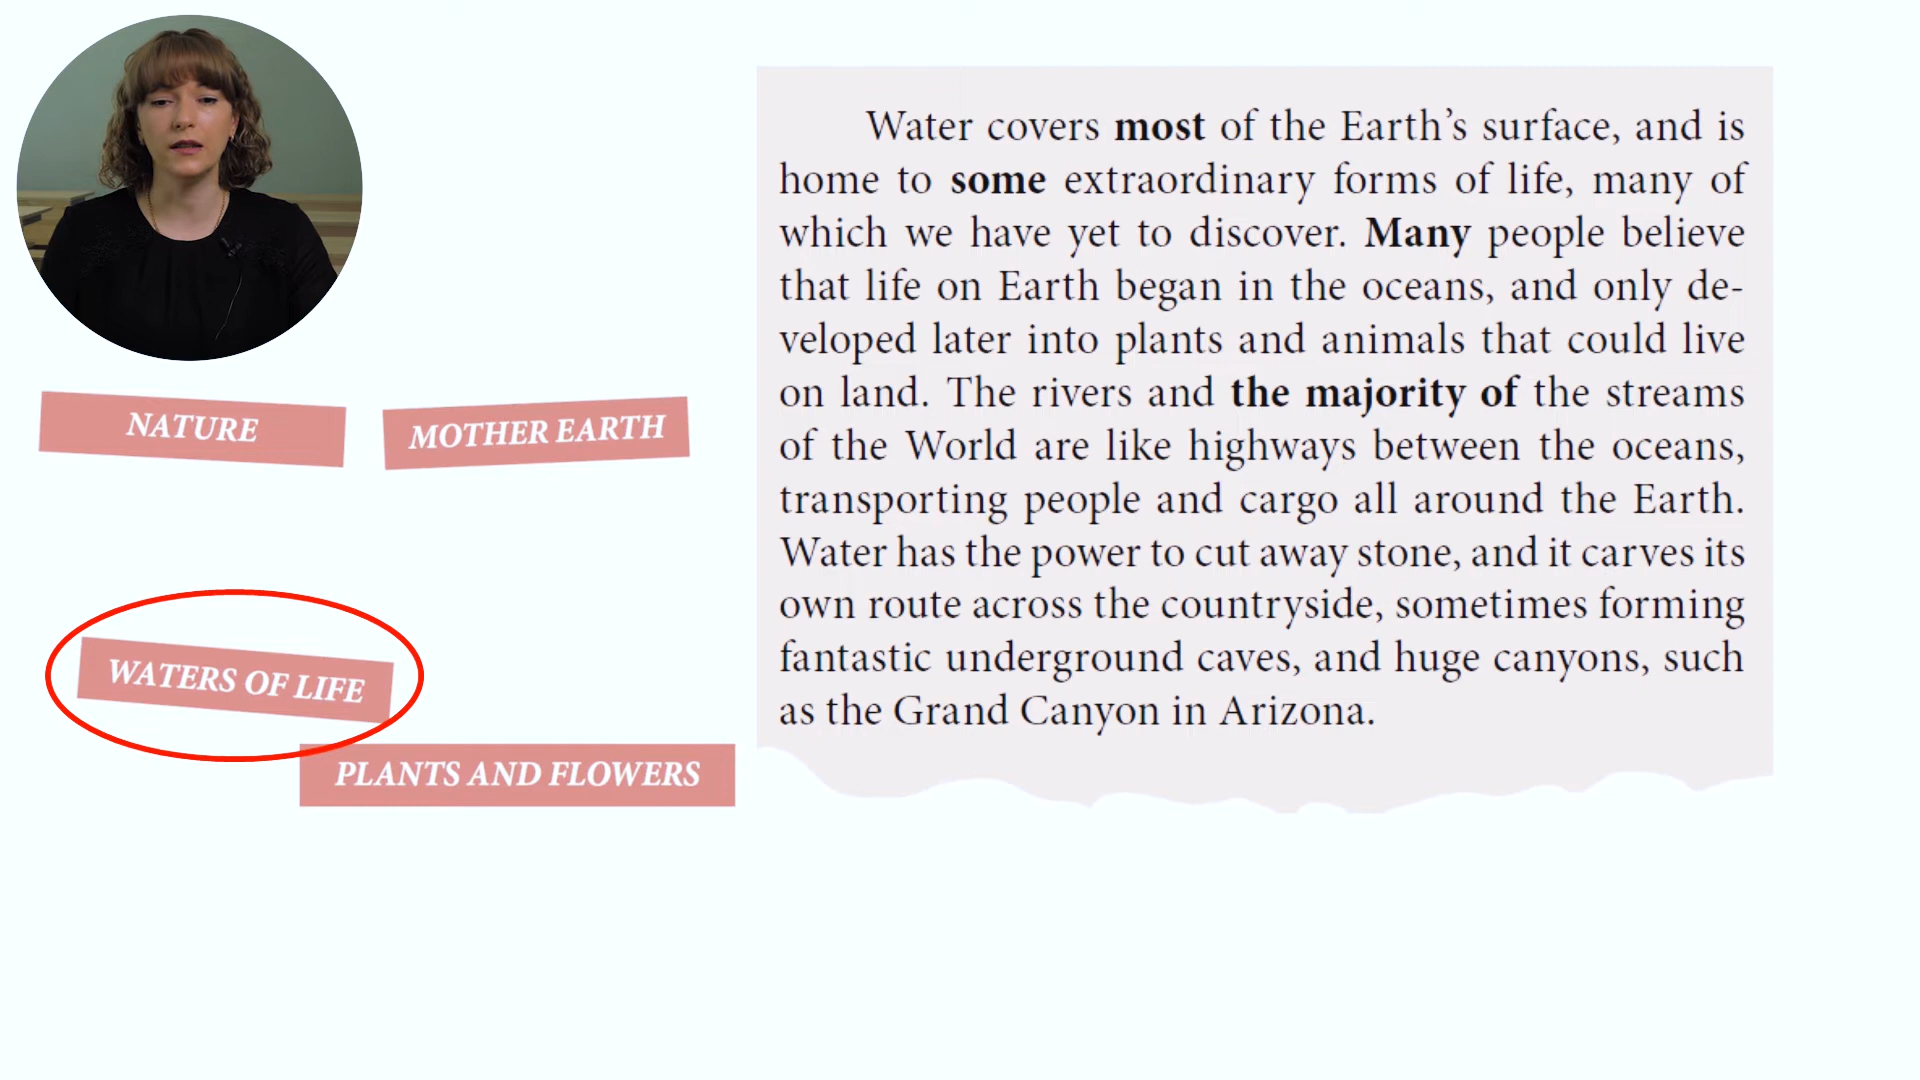 NATURE
MOTHER EARTH
WATERS OF LIFE
PLANTS AND FLOWERS
Water covers most of the Earth’s surface, and is
home to some extraordinary forms of life, many of
which we have yet to discover. Many people believe
that life on Earth began in the oceans, and only de-
veloped later into plants and animals that could live
on land. The rivers and the majority of the streams
of the World are like highways between the oceans,
transporting people and cargo all around the Earth.
Water has the power to cut away stone, and it carves its
own route across the countryside, sometimes forming
fantastic underground caves, and huge canyons, such
as the Grand Canyon in Arizona.